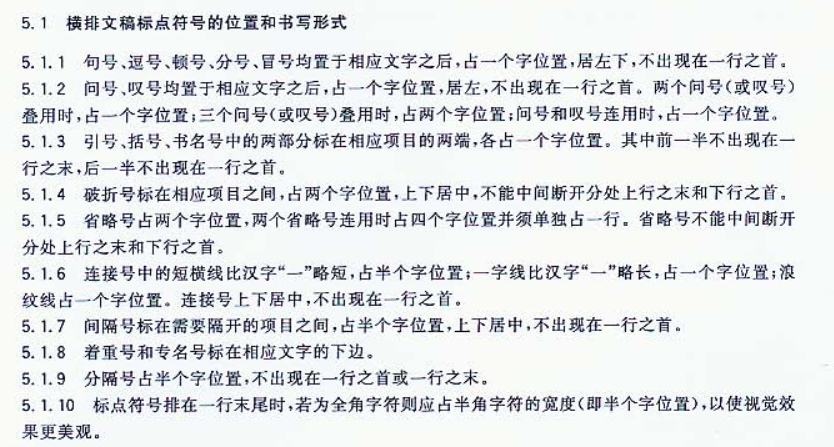 5.1 横排文稿标点符号的位置和书写形式
5.1.1 句号、逗号、顿号、分号、冒号均置于相应文字之后,占一个字位置,居左下,不出现在一行之首。
5.1.2 问号、叹号均置于相应文字之后,占一个字位置,居左,不出现在一行之首。两个问号(或叹号)
叠用时,占一个字位置;三个问号(或叹号)叠用时,占两个字位置;问号和叹号连用时,占一个字位置。
5.1.3 引号、括号、书名号中的两部分标在相应项目的两端,各占一个字位置。其中前一半不出现在一
行之末,后一半不出现在一行之首。
5.1.4 破折号标在相应项目之间,占两个字位置,上下居中,不能中间断开分处上行之末和下行之首。
5.1.5 省略号占两个字位置,两个省略号连用时占四个字位置并须单独占一行。省略号不能中间断开
分处上行之末和下行之首。
5.1.6 连接号中的短横线比汉字“一”略短,占半个字位置;一字线比汉字“一”略长,占一个字位置;浪
纹线占一个字位置。连接号上下居中,不出现在一行之首。
5.1.7 间隔号标在需要隔开的项目之间,占半个字位置,上下居中,不出现在一行之首。
5.1.8 着重号和专名号标在相应文字的下边。
5.1.9 分隔号占半个字位置,不出现在一行之首或一行之末。
5.1.10 标点符号排在一行末尾时,若为全角字符则应占半角字符的宽度(即半个字位置),以使视觉效
果更美观。